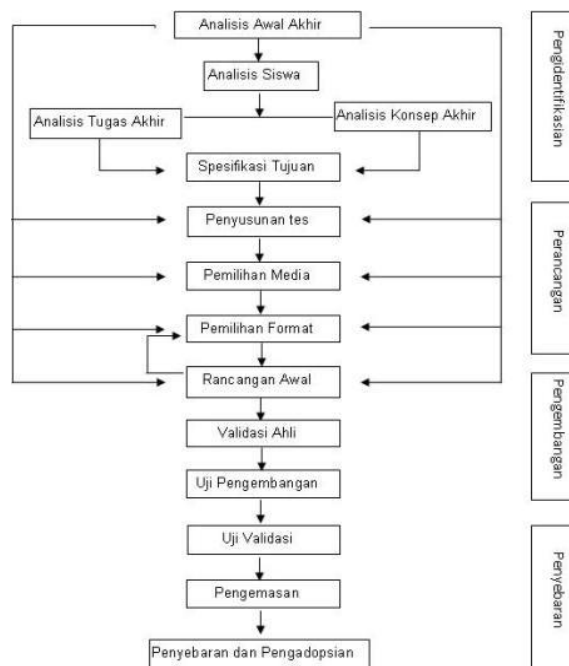 Analisis Awal Akhir
Analisis Siswa
Analisis Tugas Akhir
Analisis Konsep Akhir
Spesifikasi Tujuan
Penyusunan tes
Pemilihan Media
Pemilihan Format
Rancangan Awal
Validasi Ahli
Uji Pengembangan
Uji Validasi
Pengemasan
Penyebaran dan Pengadopsian
Pengidentifikasian
Perancangan
Pengembangan
Penyebaran